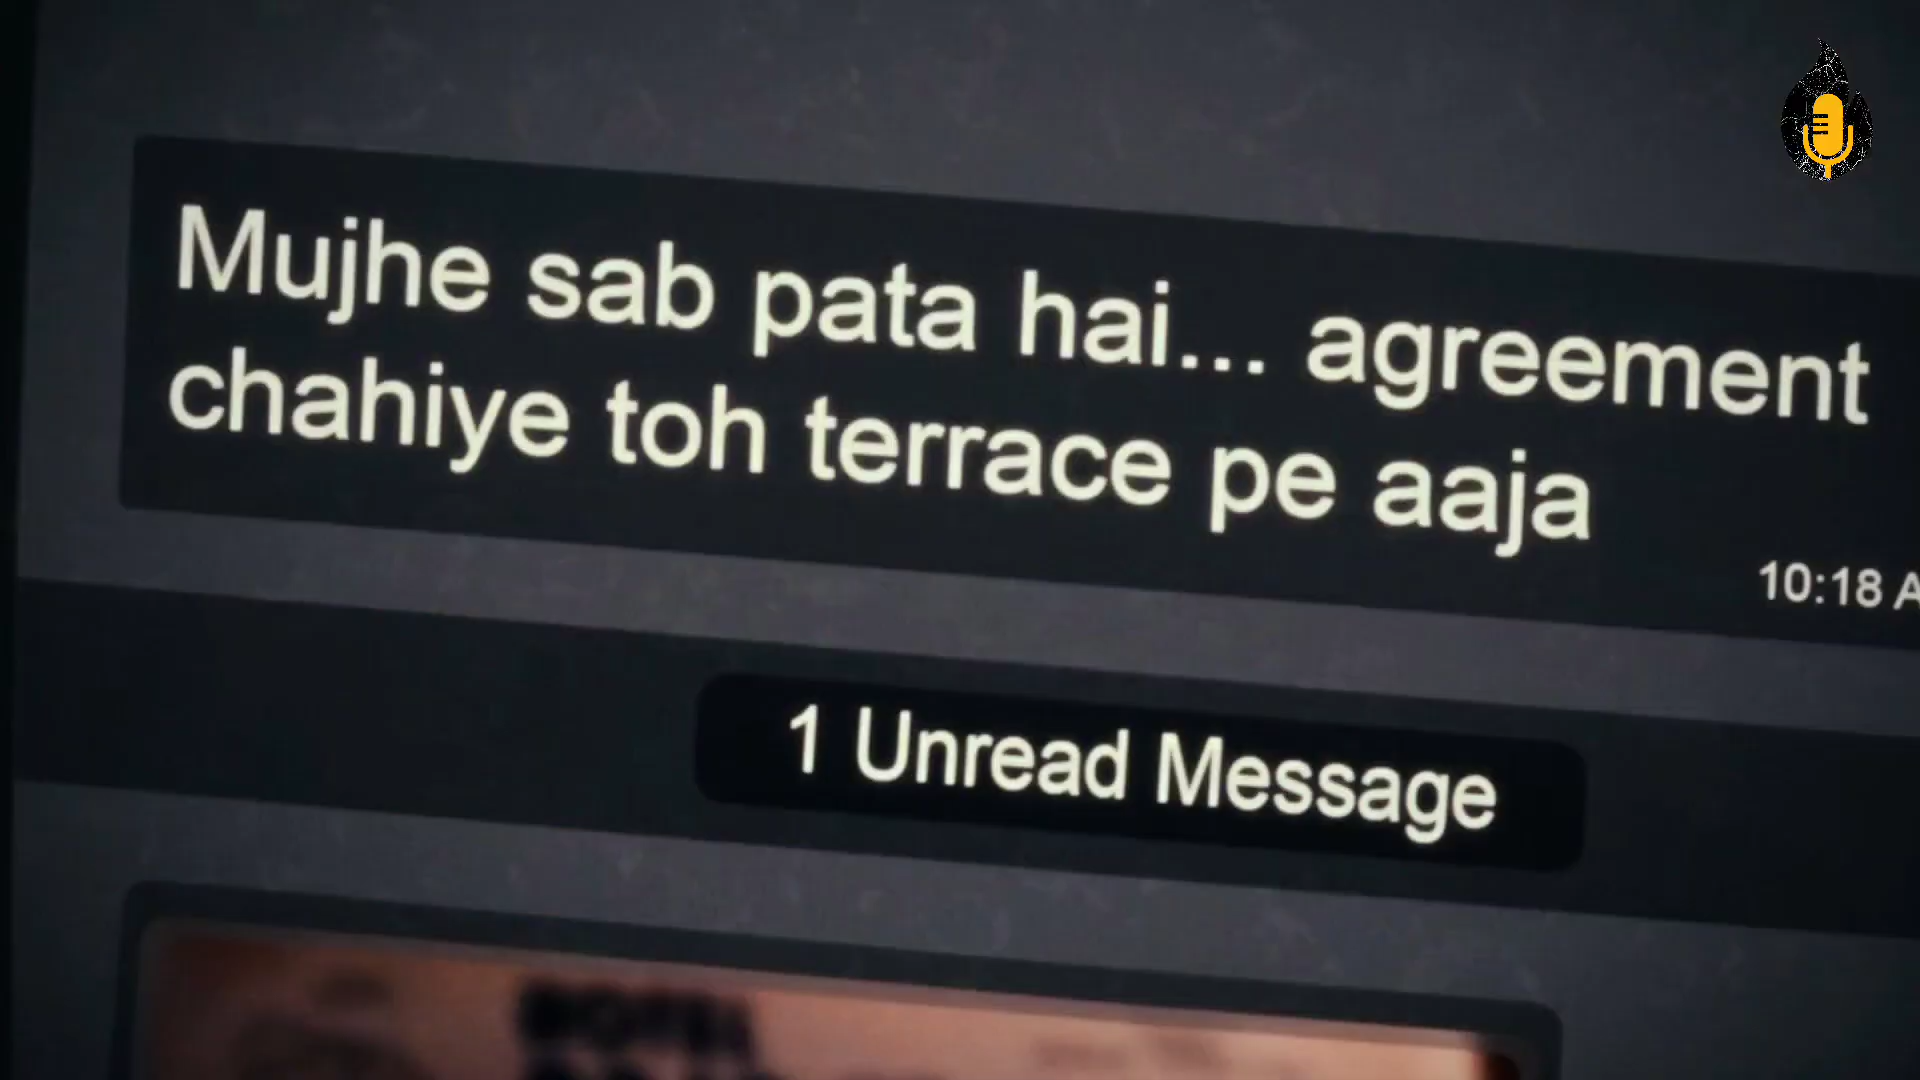 Mujhe sab pata hai... agreement
chahiye toh terrace pe aaja
10:18 A
1 Unread Message